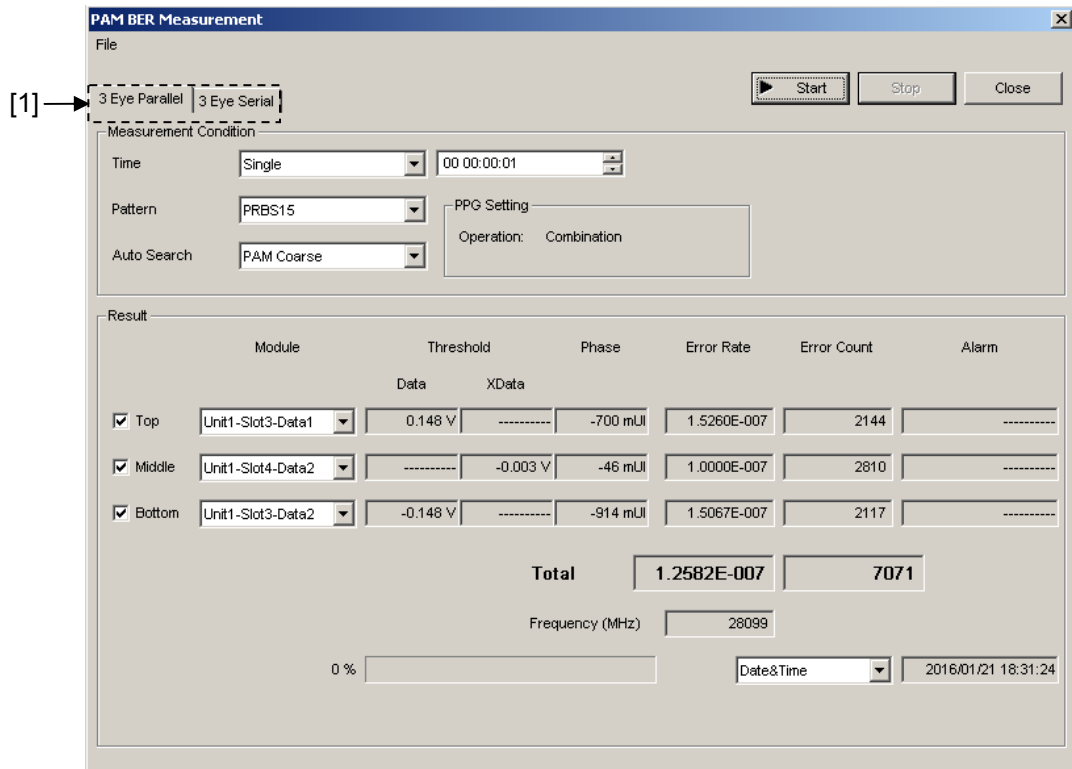 PAM BER Measurement
File
[1]
3 Eye Parallel 3 Eye Serial
Start Stop Close
Measurement Condition
Time Single 00 00:00:01
Pattern PRBS15 PPG Setting
Operation: Combination
Auto Search PAM Coarse
Result
Module Threshold Phase Error Rate Error Count Alarm
Data XData
Top Unit1-Slot3-Data1 0.148 V ---------- -700 mUI 1.5260E-007 2144 ----------
Middle Unit1-Slot4-Data2 ---------- -0.003 V -46 mUI 1.0000E-007 2810 ----------
Bottom Unit1-Slot3-Data2 -0.148 V ---------- -914 mUI 1.5067E-007 2117 ----------
Total 1.2582E-007 7071
Frequency (MHz) 28099
0 % Date&Time 2016/01/21 18:31:24